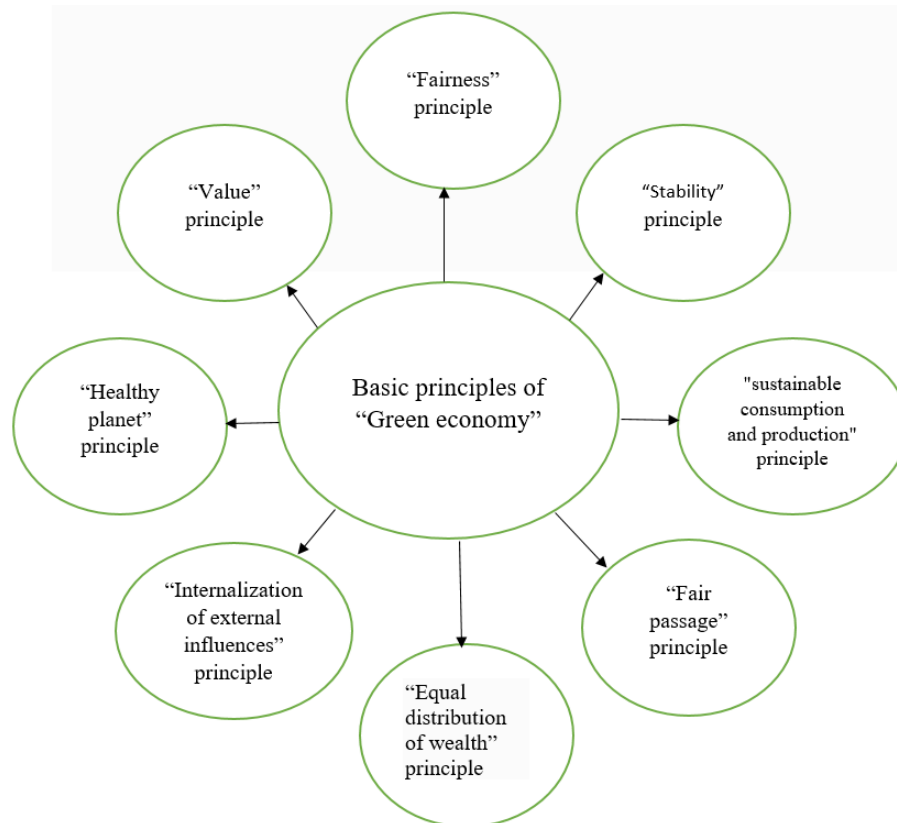 “Fairness”
principle
“Value”
principle
“Stability”
principle
Basic principles of
“Green economy”
“Healthy
planet”
principle
"sustainable
consumption
and production"
principle
“Internalization
of external
influences”
principle
“Fair
passage”
principle
“Equal
distribution
of wealth”
principle